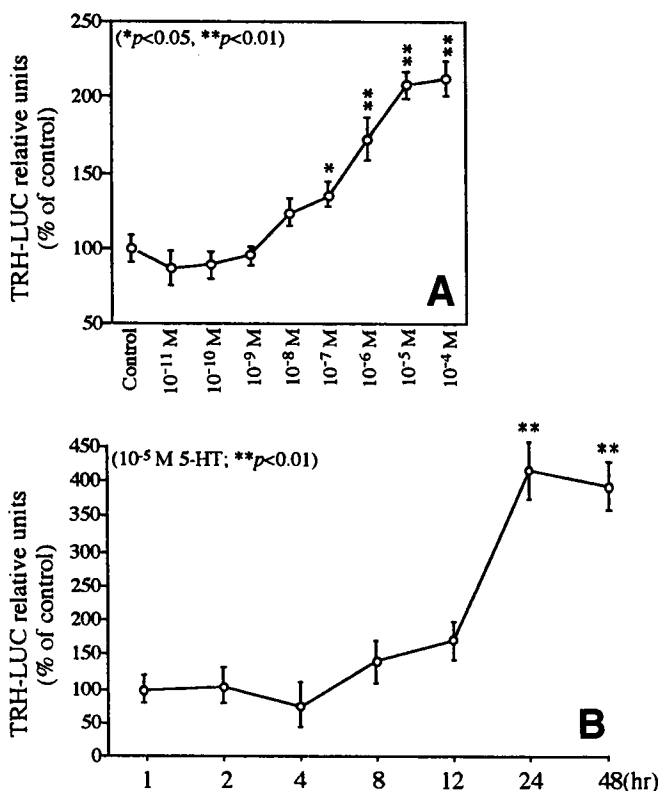 250
200
150
100
50
TRH-LUC relative units
(% of control)
(*p<0.05, **p<0.01)
*
**
**
**
A
Control
10⁻¹¹ M
10⁻¹⁰ M
10⁻⁹ M
10⁻⁸ M
10⁻⁷ M
10⁻⁶ M
10⁻⁵ M
10⁻⁴ M
450
400
350
300
250
200
150
100
50
0
TRH-LUC relative units
(% of control)
(10⁻⁵ M 5-HT; **p<0.01)
**
**
B
1 2 4 8 12 24 48(hr)